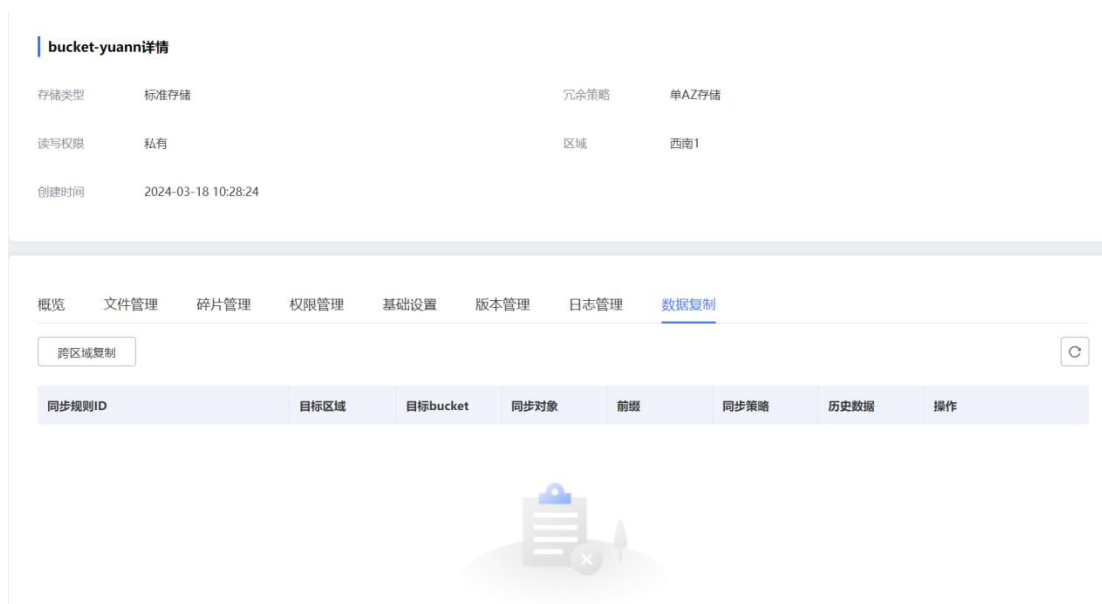 bucket-yuann详情
存储类型 标准存储 冗余策略 单AZ存储
读写权限 私有 区域 西南1
创建时间 2024-03-18 10:28:24
概览 文件管理 碎片管理 权限管理 基础设置 版本管理 日志管理 数据复制
跨区域复制
同步规则ID 目标区域 目标bucket 同步对象 前缀 同步策略 历史数据 操作